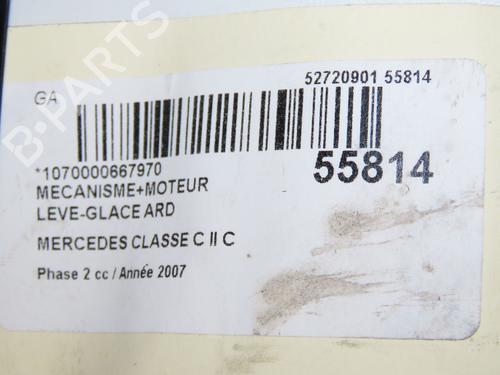 B-PARTS
52720901 55814
GA
*1070000667970
55814
MECANISME+MOTEUR
LEVE-GLACE ARD
MERCEDES CLASSE C II C
Phase 2 cc / Année 2007